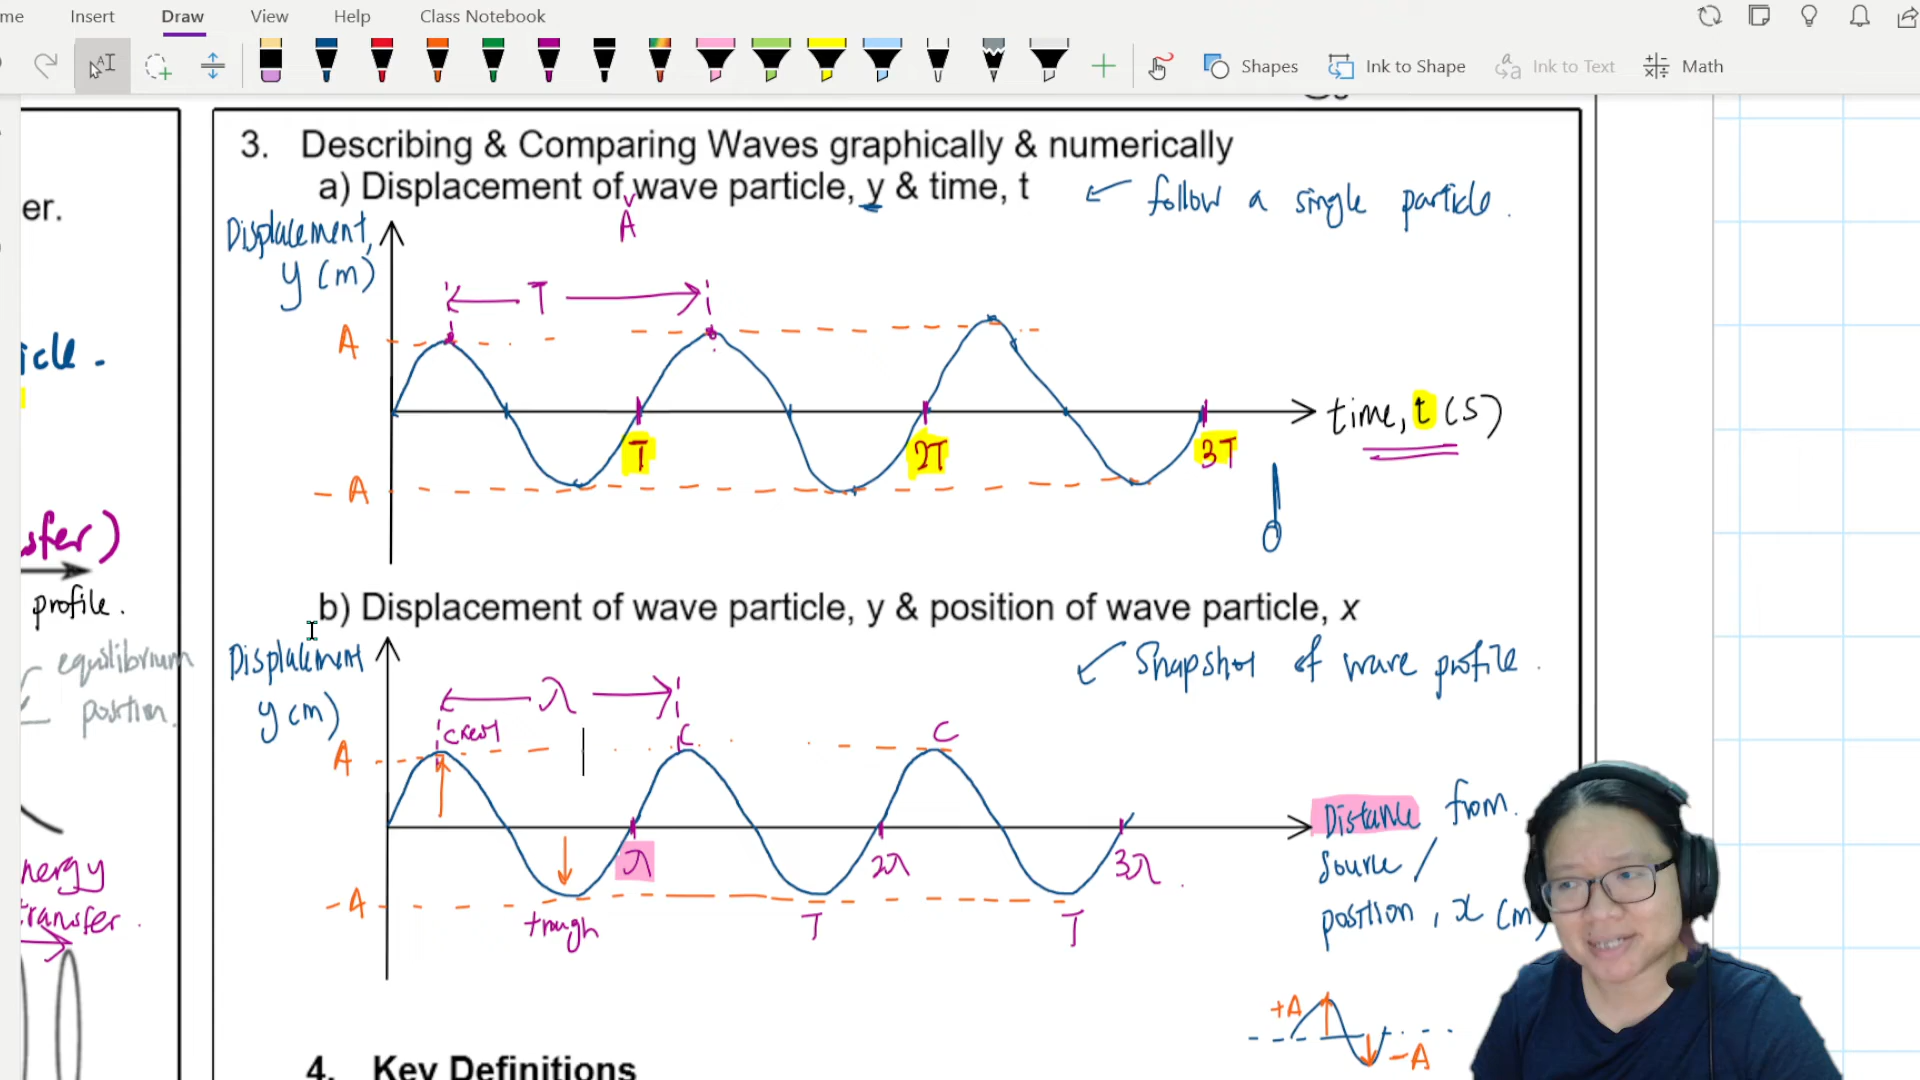 Insert Draw View Help Class Notebook
Shapes Ink to Shape Ink to Text Math
er.
icle.
sfer)
profile.
equilibrium
position.
nergy
transfer.
3. Describing & Comparing Waves graphically & numerically
a) Displacement of wave particle, y & time, t
A
follow a single particle.
Displacement,
y (m)
T
A
-A
T 2T 3T
time, t (s)
b) Displacement of wave particle, y & position of wave particle, x
Displacement
y (m)
Snapshot of wave profile.
λ
crest C C
A
-A
λ 2λ 3λ
trough T T
Distance from
source /
position, x (m
+A
-A
4. Key Definitions